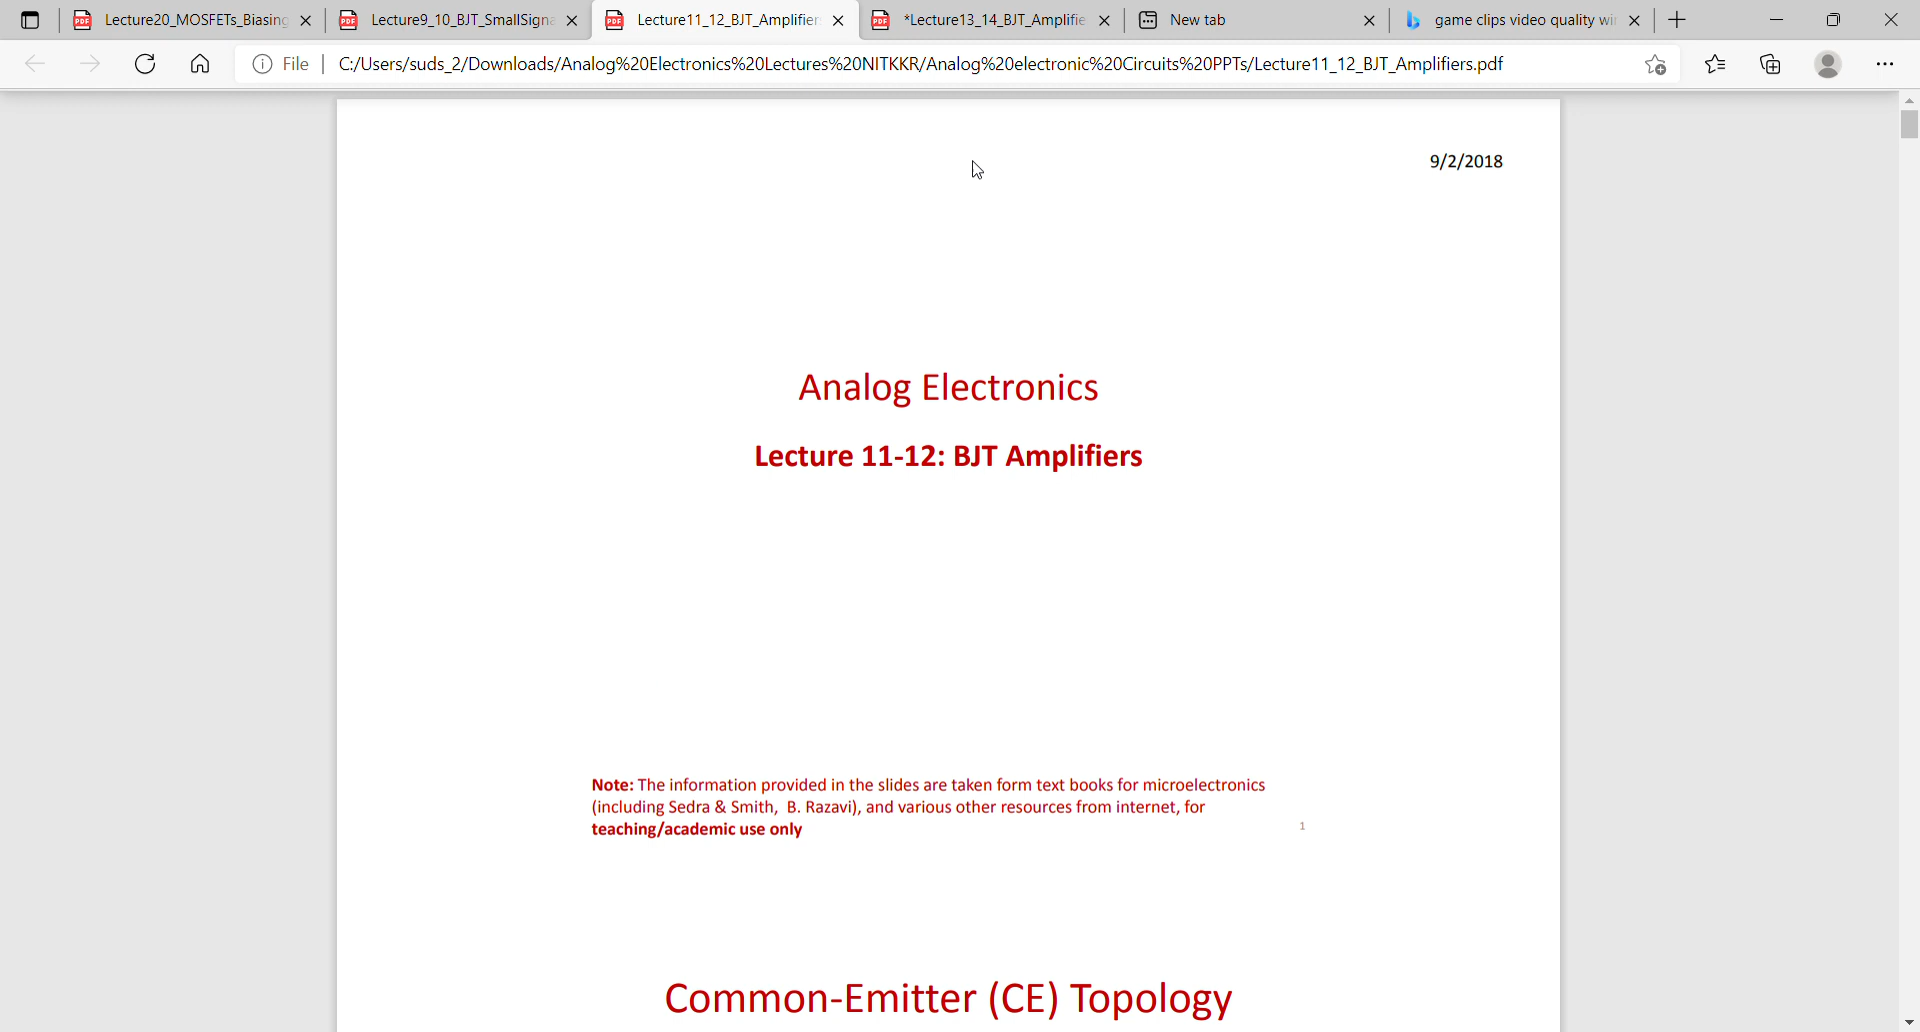 Lecture20_MOSFETs_Biasing
Lecture9_10_BJT_SmallSigna
Lecture11_12_BJT_Amplifier
*Lecture13_14_BJT_Amplifie
New tab
game clips video quality wi
File
C:/Users/suds_2/Downloads/Analog%20Electronics%20Lectures%20NITKKR/Analog%20electronic%20Circuits%20PPTs/Lecture11_12_BJT_Amplifiers.pdf
9/2/2018
Analog Electronics
Lecture 11-12: BJT Amplifiers
Note: The information provided in the slides are taken form text books for microelectronics
(including Sedra & Smith, B. Razavi), and various other resources from internet, for
teaching/academic use only
1
Common-Emitter (CE) Topology